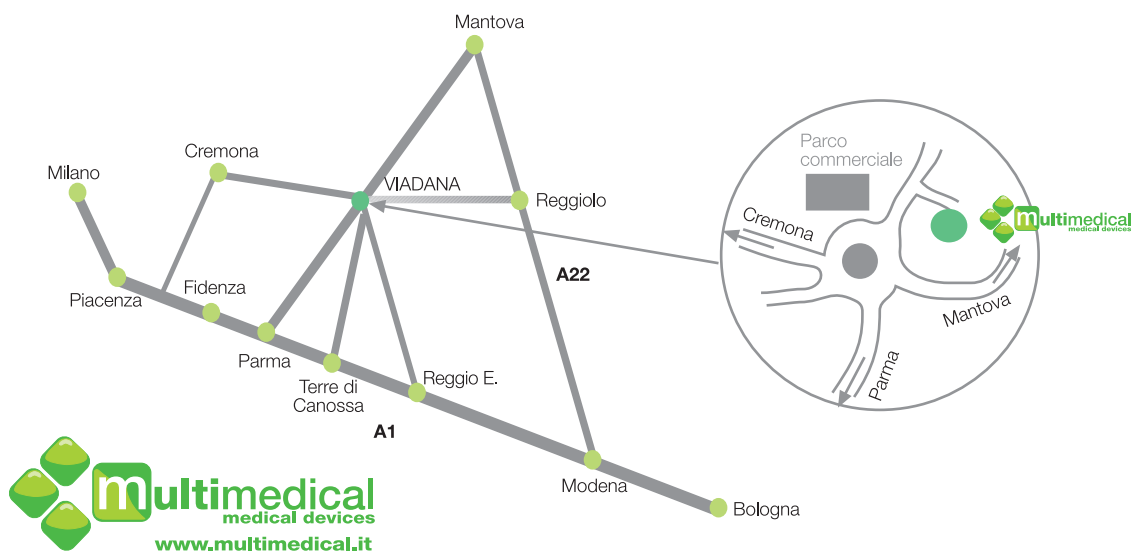 Mantova
Cremona
Milano
VIADANA
Reggiolo
A22
Piacenza
Fidenza
Parma
Terre di
Canossa
Reggio E.
A1
Modena
Bologna
Parco
commerciale
Cremona
multimedical
medical devices
Mantova
Parma
multimedical
medical devices
www.multimedical.it